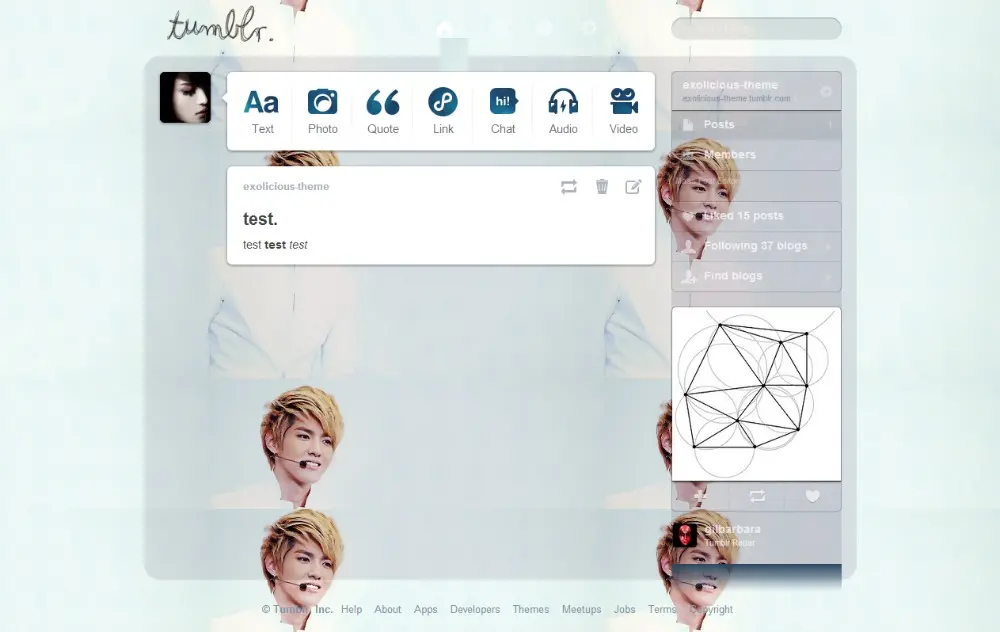 tumblr.
Aa
hi!
Text Photo Quote Link Chat Audio Video
exolicious-theme
test.
test test test
exolicious-theme
exolicious-theme.tumblr.com
Posts 1
Members
Liked 15 posts
Following 37 blogs
Find blogs
gilbarbara
Tumblr Radar
© Tumblr, Inc. Help About Apps Developers Themes Meetups Jobs Terms Copyright